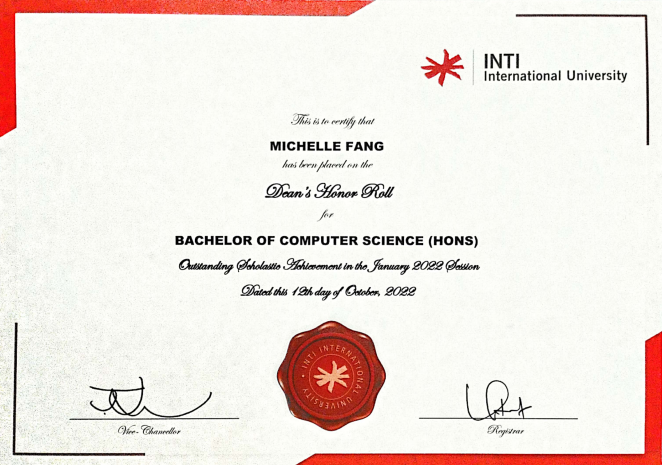 INTI
International University
This is to certify that
MICHELLE FANG
has been placed on the
Dean's Honor Roll
for
BACHELOR OF COMPUTER SCIENCE (HONS)
Outstanding Scholastic Achievement in the January 2022 Session
Dated this 12th day of October, 2022
• INTI INTERNATIONAL UNIVERSITY
Vice-Chancellor
Registrar